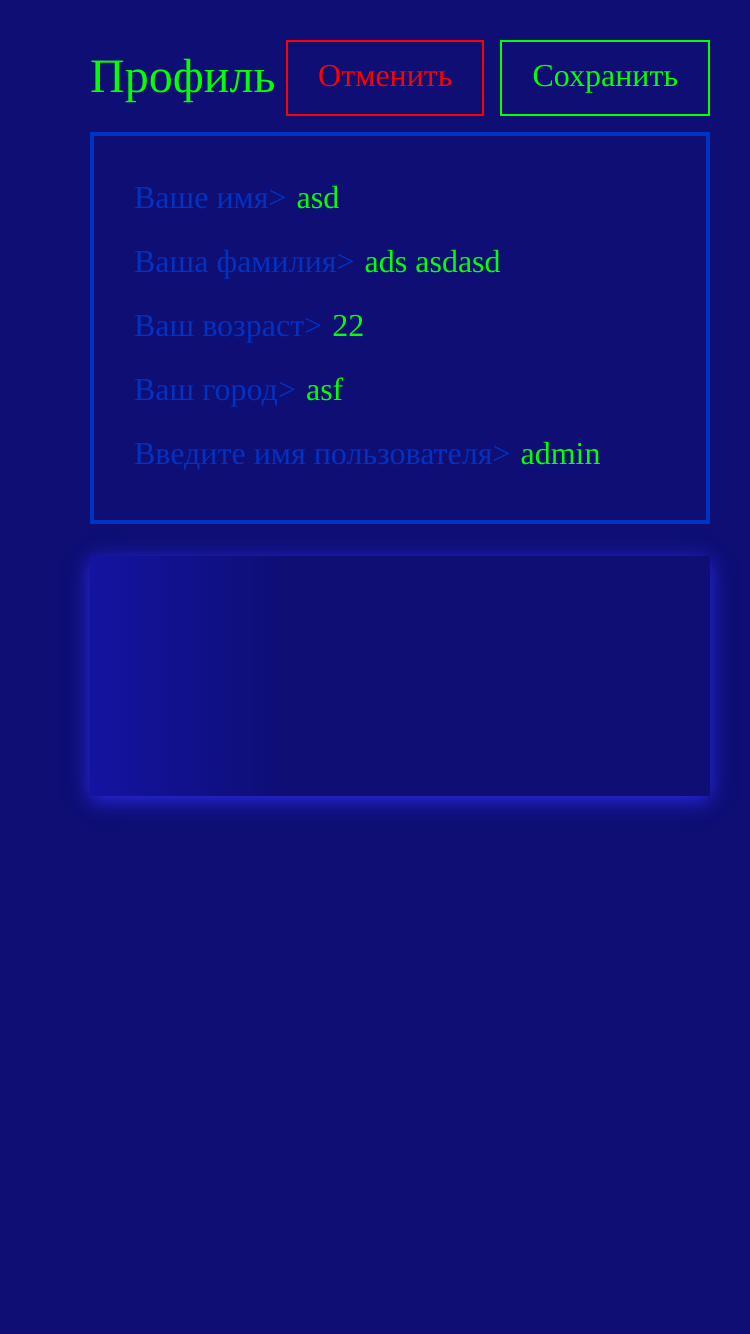 Профиль Отменить Сохранить
Ваше имя> asd
Ваша фамилия> ads asdasd
Ваш возраст> 22
Ваш город> asf
Введите имя пользователя> admin